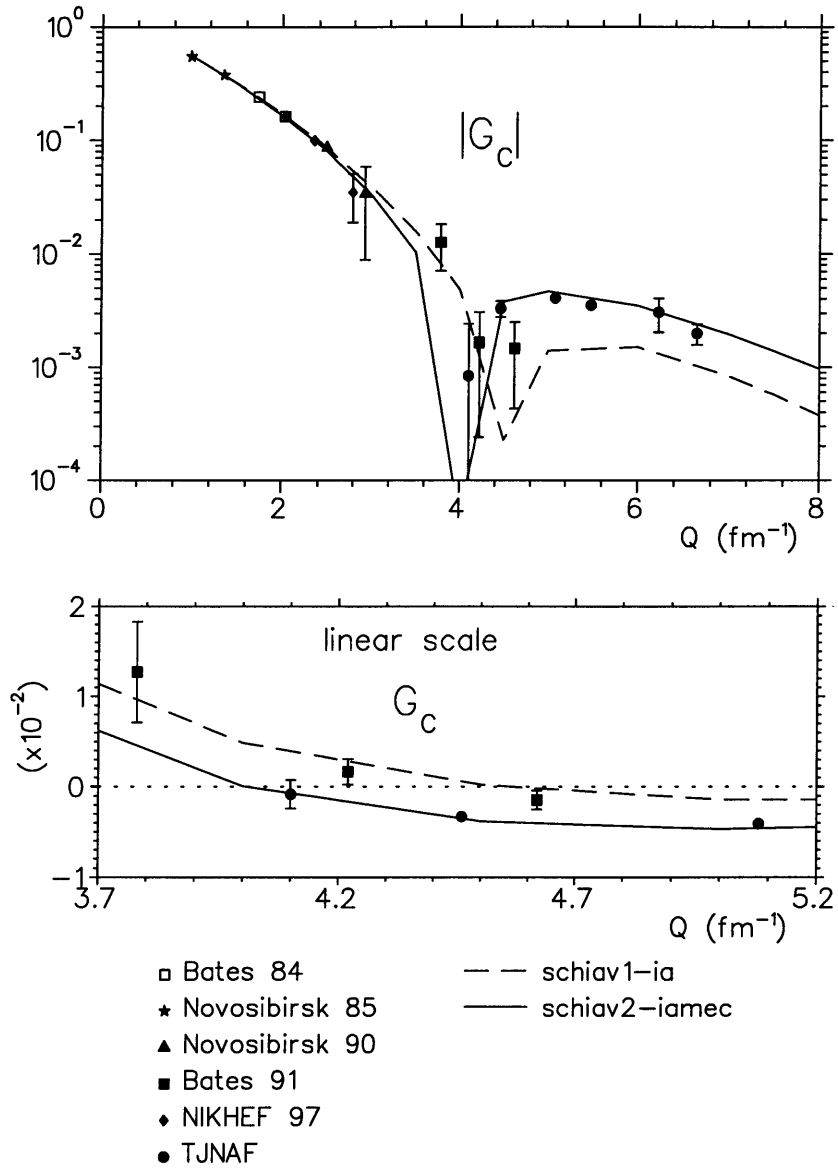 10⁰
10⁻¹
|G_C|
10⁻²
10⁻³
10⁻⁴
0 2 4 6 8
Q (fm⁻¹)
2
linear scale
1
G_C
(x10⁻²)
0
−1
3.7 4.2 4.7 5.2
Q (fm⁻¹)
Bates 84
Novosibirsk 85
Novosibirsk 90
Bates 91
NIKHEF 97
TJNAF
schiav1−ia
schiav2−iamec